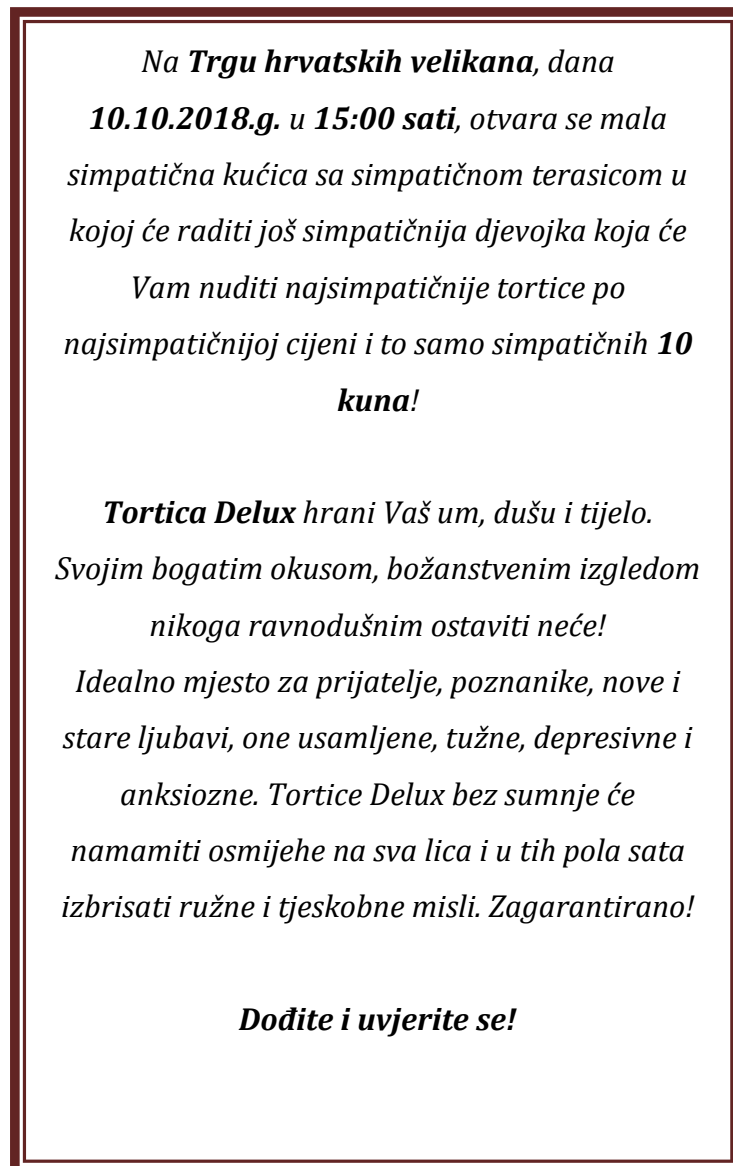 Na Trgu hrvatskih velikana, dana
10.10.2018.g. u 15:00 sati, otvara se mala
simpatična kućica sa simpatičnom terasicom u
kojoj će raditi još simpatičnija djevojka koja će
Vam nuditi najsimpatičnije tortice po
najsimpatičnijoj cijeni i to samo simpatičnih 10
kuna!
Tortica Delux hrani Vaš um, dušu i tijelo.
Svojim bogatim okusom, božanstvenim izgledom
nikoga ravnodušnim ostaviti neće!
Idealno mjesto za prijatelje, poznanike, nove i
stare ljubavi, one usamljene, tužne, depresivne i
anksiozne. Tortice Delux bez sumnje će
namamiti osmijehe na sva lica i u tih pola sata
izbrisati ružne i tjeskobne misli. Zagarantirano!
Dođite i uvjerite se!